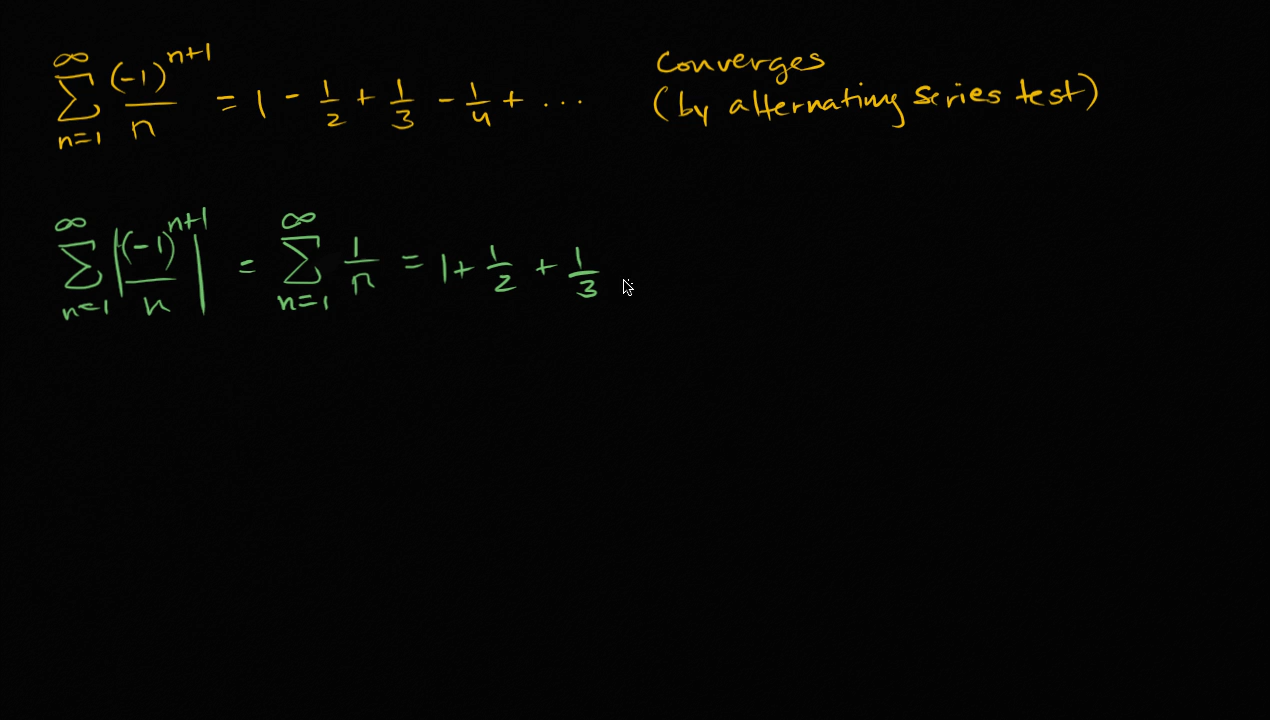 ∑_{n=1}^{∞} (-1)^{n+1}/n = 1 - 1/2 + 1/3 - 1/4 + ...
Converges
(by alternating series test)
∑_{n=1}^{∞} |(-1)^{n+1}/n| = ∑_{n=1}^{∞} 1/n = 1 + 1/2 + 1/3